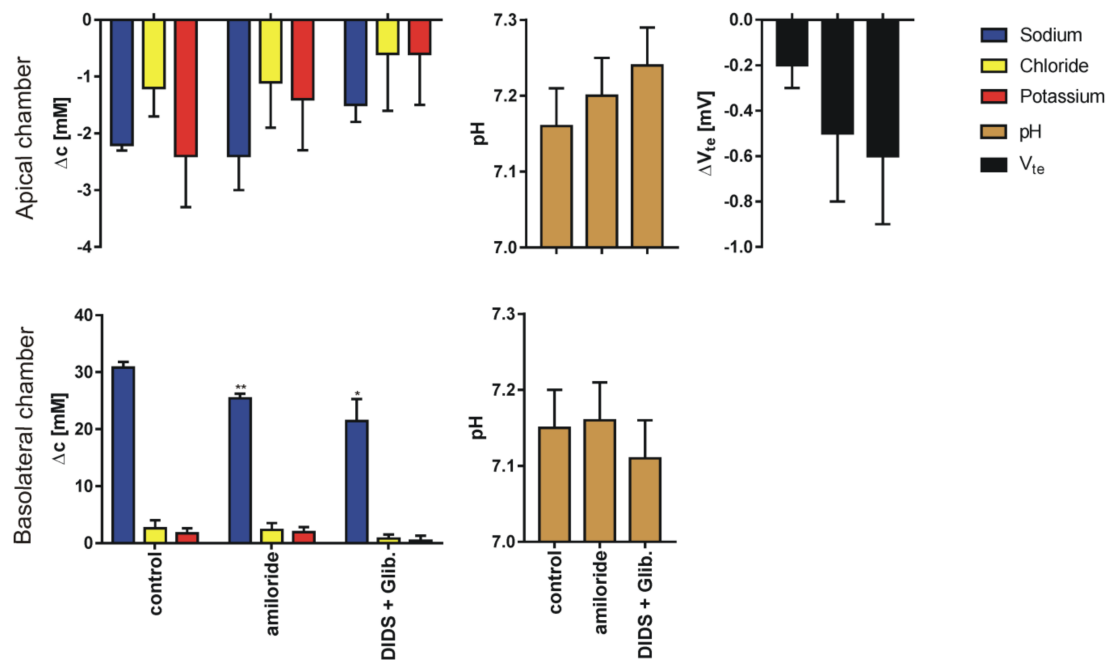 Apical chamber
Δc [mM]
0
-1
-2
-3
-4
pH
7.3
7.2
7.1
7.0
ΔVte [mV]
0.0
-0.2
-0.4
-0.6
-0.8
-1.0
Sodium
Chloride
Potassium
pH
Vte
Basolateral chamber
Δc [mM]
40
30
20
10
0
**
*
control
amiloride
DIDS + Glib.
pH
7.3
7.2
7.1
7.0
control
amiloride
DIDS + Glib.